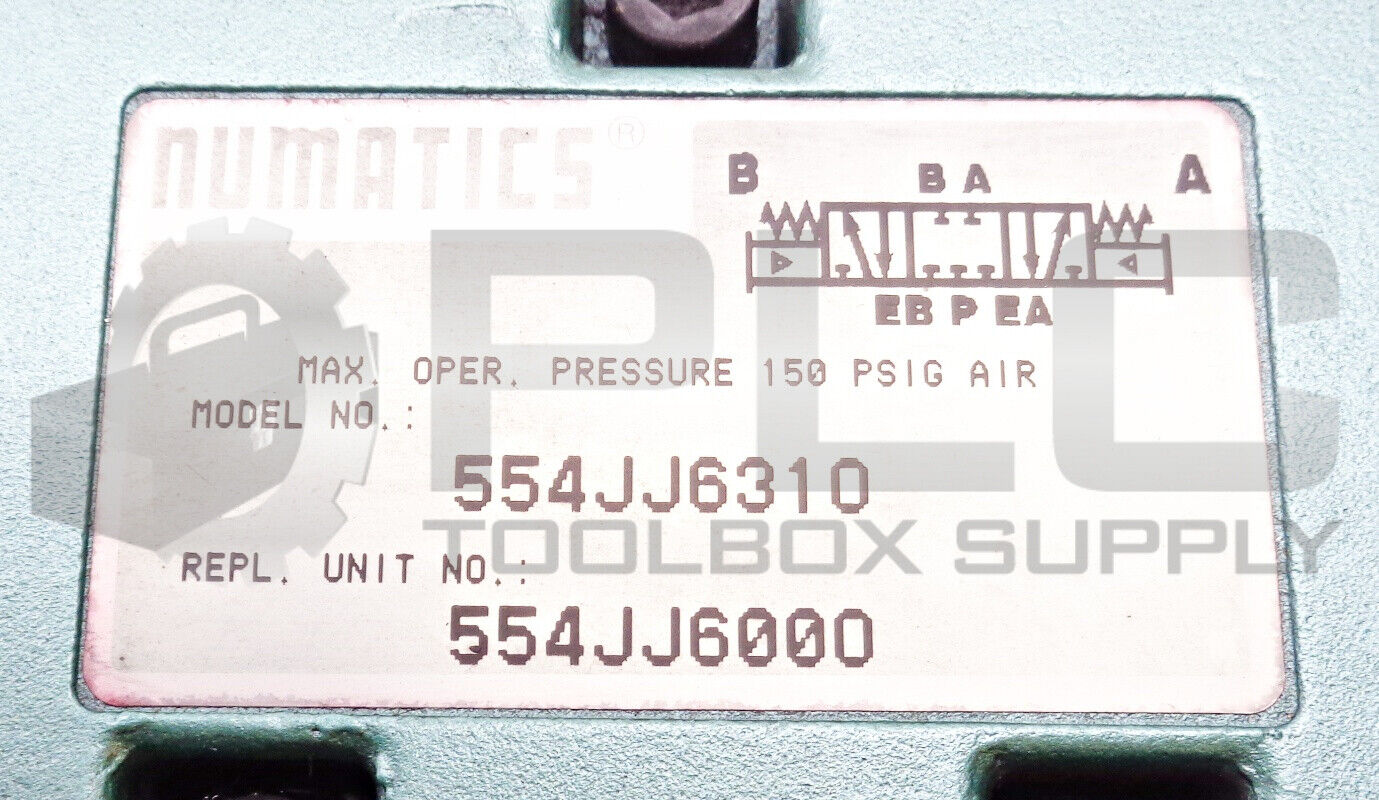 NUMATICS®
B B A A
EB P EA
MAX. OPER. PRESSURE 150 PSIG AIR
MODEL NO.:
554JJ6310
REPL. UNIT NO.:
554JJ6000
PLC
TOOLBOX SUPPLY